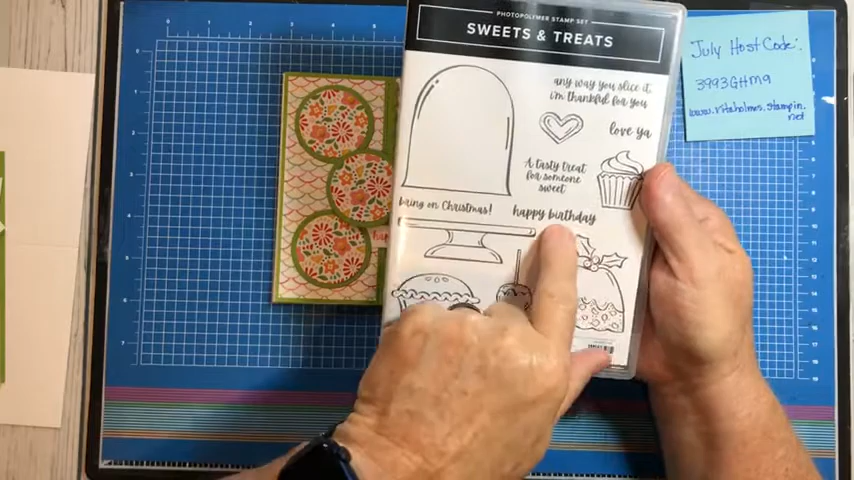 PHOTOPOLYMER STAMP SET
SWEETS & TREATS
any way you slice it,
i'm thankful for you
love ya
A tasty treat
for someone
sweet
bring on Christmas!
happy birthday
July Host Code:
3993GHM9